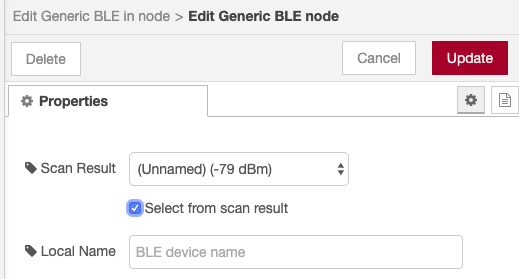 Edit Generic BLE in node > Edit Generic BLE node
Delete
Cancel
Update
Properties
Scan Result
(Unnamed) (-79 dBm)
Select from scan result
Local Name
BLE device name